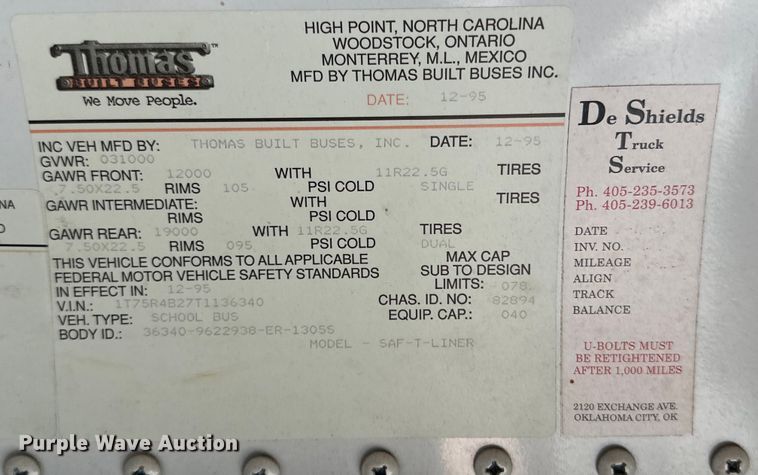 Thomas
BUILT BUSES
We Move People.
HIGH POINT, NORTH CAROLINA
WOODSTOCK, ONTARIO
MONTERREY, M.L., MEXICO
MFD BY THOMAS BUILT BUSES INC.
DATE: 12-95
INC VEH MFD BY: THOMAS BUILT BUSES, INC. DATE: 12-95
GVWR: 031000
GAWR FRONT: 12000 WITH 11R22.5G TIRES
7.50X22.5 RIMS 105 PSI COLD SINGLE
GAWR INTERMEDIATE: WITH TIRES
RIMS PSI COLD
GAWR REAR: 19000 WITH 11R22.5G TIRES
7.50X22.5 RIMS 095 PSI COLD DUAL
THIS VEHICLE CONFORMS TO ALL APPLICABLE
FEDERAL MOTOR VEHICLE SAFETY STANDARDS
IN EFFECT IN: 12-95
MAX CAP
SUB TO DESIGN
LIMITS: 078
V.I.N.: 1T75R4B27T1136340 CHAS. ID. NO: 82894
VEH. TYPE: SCHOOL BUS EQUIP. CAP.: 040
BODY ID.: 36340-9622938-ER-1305S
MODEL - SAF-T-LINER
NA
D
De Shields
Truck
Service
Ph. 405-235-3573
Ph. 405-239-6013
DATE
INV. NO.
MILEAGE
ALIGN
TRACK
BALANCE
U-BOLTS MUST
BE RETIGHTENED
AFTER 1,000 MILES
2120 EXCHANGE AVE.
OKLAHOMA CITY, OK
Purple Wave Auction